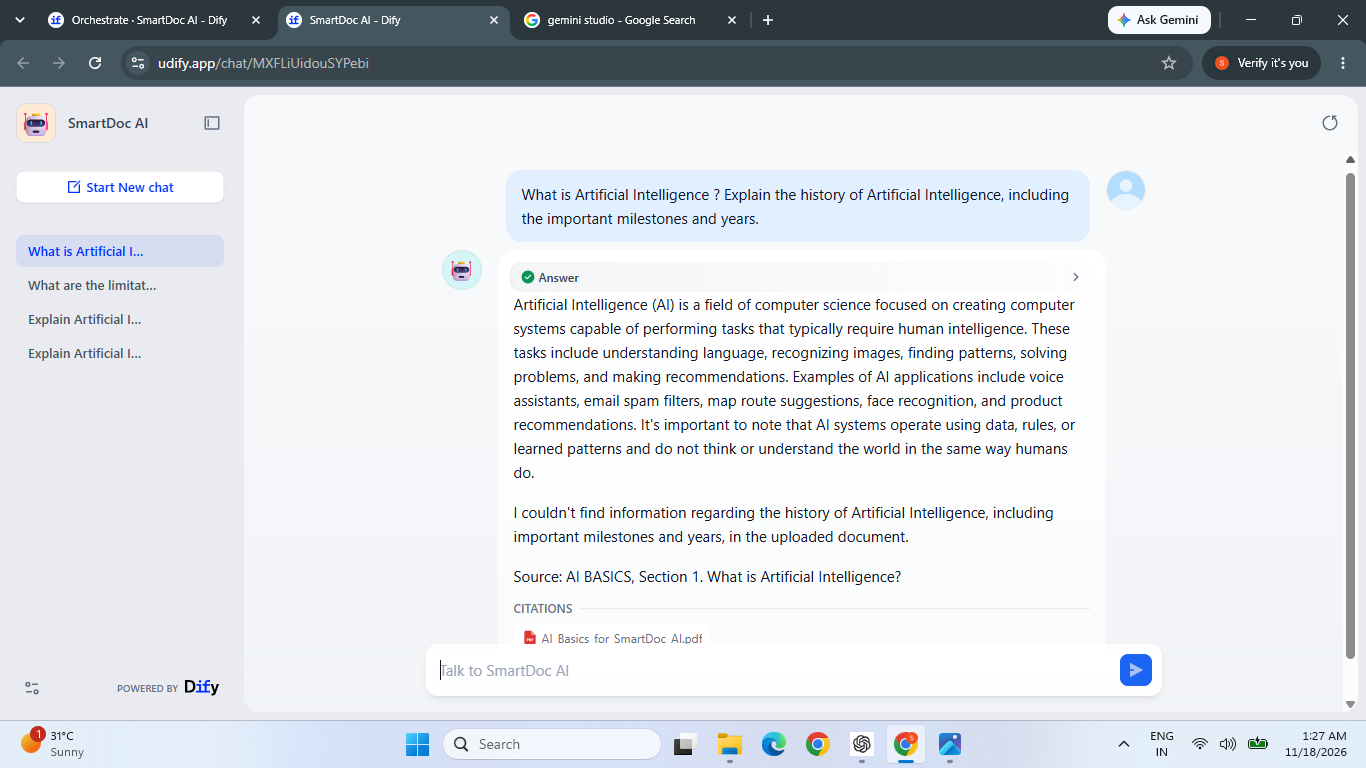 Orchestrate · SmartDoc AI - Dify
SmartDoc AI - Dify
gemini studio - Google Search
Ask Gemini
udify.app/chat/MXFLiUidouSYPebi
S
Verify it's you
SmartDoc AI
Start New chat
What is Artificial I...
What are the limitat...
Explain Artificial I...
Explain Artificial I...
POWERED BY Dify
What is Artificial Intelligence ? Explain the history of Artificial Intelligence, including
the important milestones and years.
Answer
Artificial Intelligence (AI) is a field of computer science focused on creating computer
systems capable of performing tasks that typically require human intelligence. These
tasks include understanding language, recognizing images, finding patterns, solving
problems, and making recommendations. Examples of AI applications include voice
assistants, email spam filters, map route suggestions, face recognition, and product
recommendations. It's important to note that AI systems operate using data, rules, or
learned patterns and do not think or understand the world in the same way humans
do.
I couldn't find information regarding the history of Artificial Intelligence, including
important milestones and years, in the uploaded document.
Source: AI BASICS, Section 1. What is Artificial Intelligence?
CITATIONS
AI_Basics_for_SmartDoc_AI.pdf
Talk to SmartDoc AI
1
31°C
Sunny
Search
ENG
IN
1:27 AM
11/18/2026